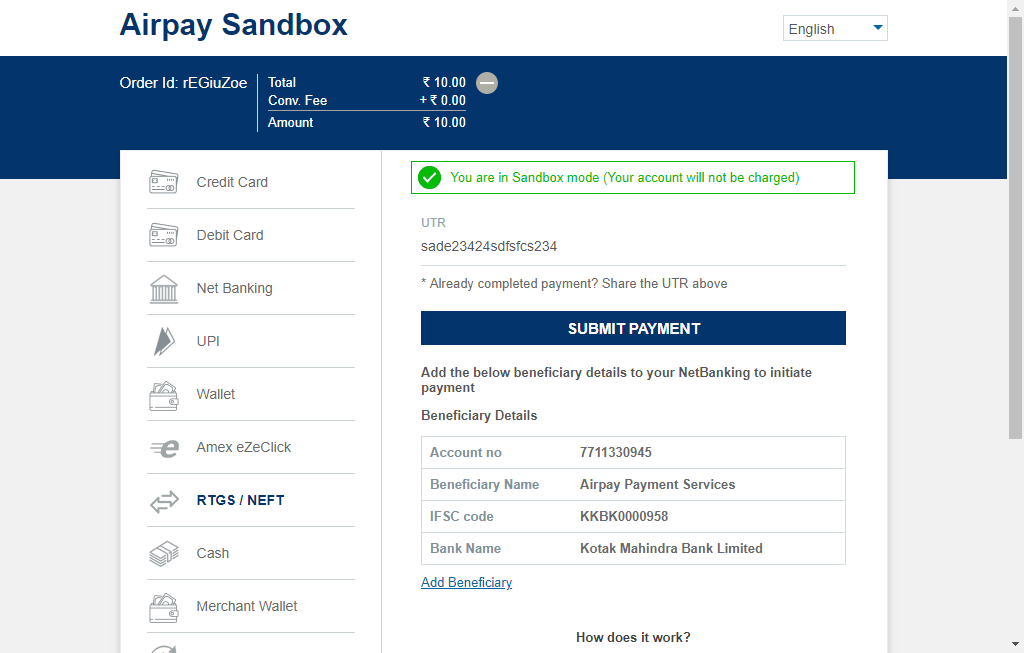 Airpay Sandbox
English
Order Id: rEGiuZoe
Total ₹ 10.00
Conv. Fee + ₹ 0.00
Amount ₹ 10.00
Credit Card
Debit Card
Net Banking
UPI
Wallet
Amex eZeClick
RTGS / NEFT
Cash
Merchant Wallet
You are in Sandbox mode (Your account will not be charged)
UTR
sade23424sdfsfcs234
* Already completed payment? Share the UTR above
SUBMIT PAYMENT
Add the below beneficiary details to your NetBanking to initiate
payment
Beneficiary Details
Account no 7711330945
Beneficiary Name Airpay Payment Services
IFSC code KKBK0000958
Bank Name Kotak Mahindra Bank Limited
Add Beneficiary
How does it work?